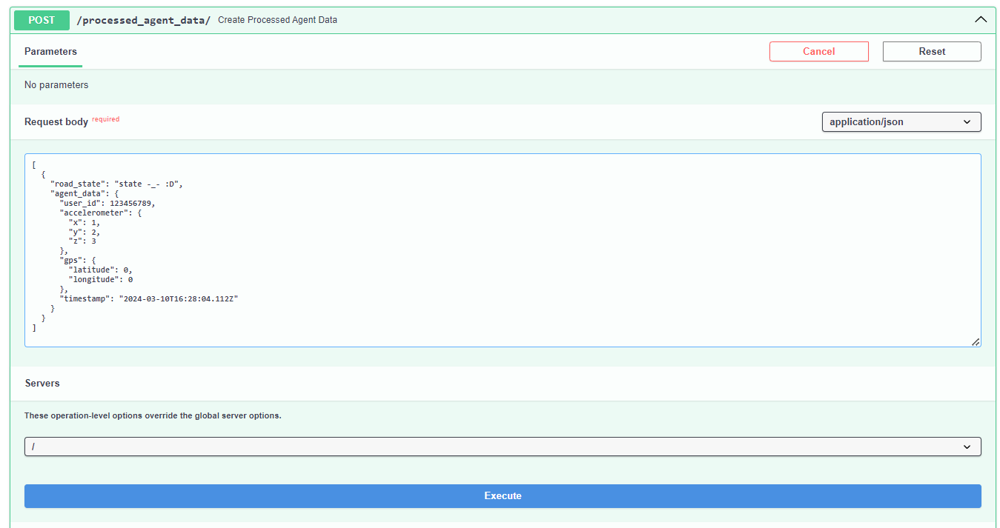 POST /processed_agent_data/ Create Processed Agent Data
Parameters Cancel Reset
No parameters
Request body required application/json
[
  {
    "road_state": "state -_- :D",
    "agent_data": {
      "user_id": 123456789,
      "accelerometer": {
        "x": 1,
        "y": 2,
        "z": 3
      },
      "gps": {
        "latitude": 0,
        "longitude": 0
      },
      "timestamp": "2024-03-10T16:28:04.112Z"
    }
  }
]
Servers
These operation-level options override the global server options.
/
Execute